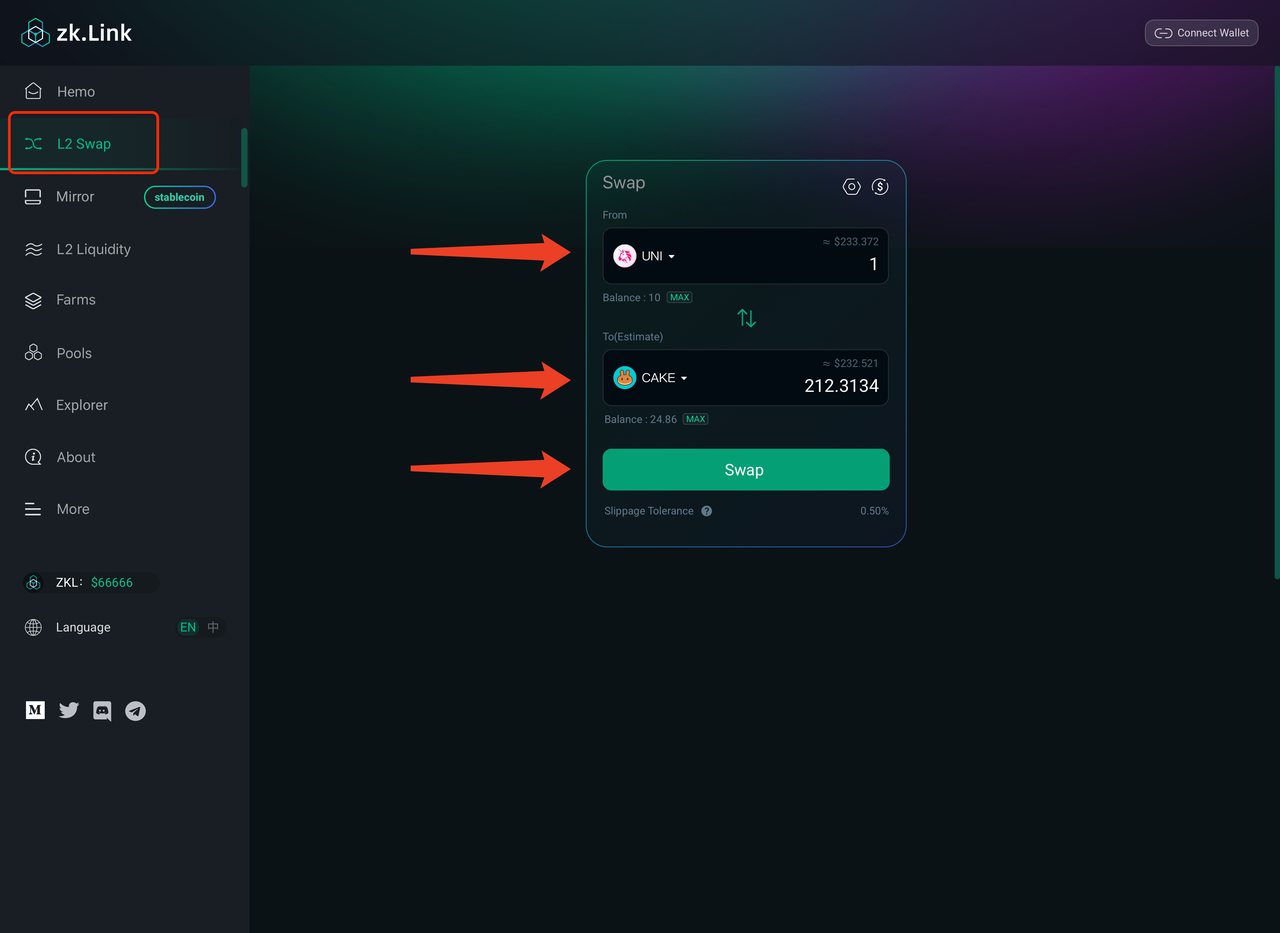 zk.Link
Connect Wallet
Hemo
L2 Swap
Mirror
stablecoin
L2 Liquidity
Farms
Pools
Explorer
About
More
ZKL: $66666
Language
EN 中
M
Swap
$
From
UNI
≈ $233.372
1
Balance : 10 MAX
To(Estimate)
CAKE
≈ $232.521
212.3134
Balance : 24.86 MAX
Swap
Slippage Tolerance ? 0.50%